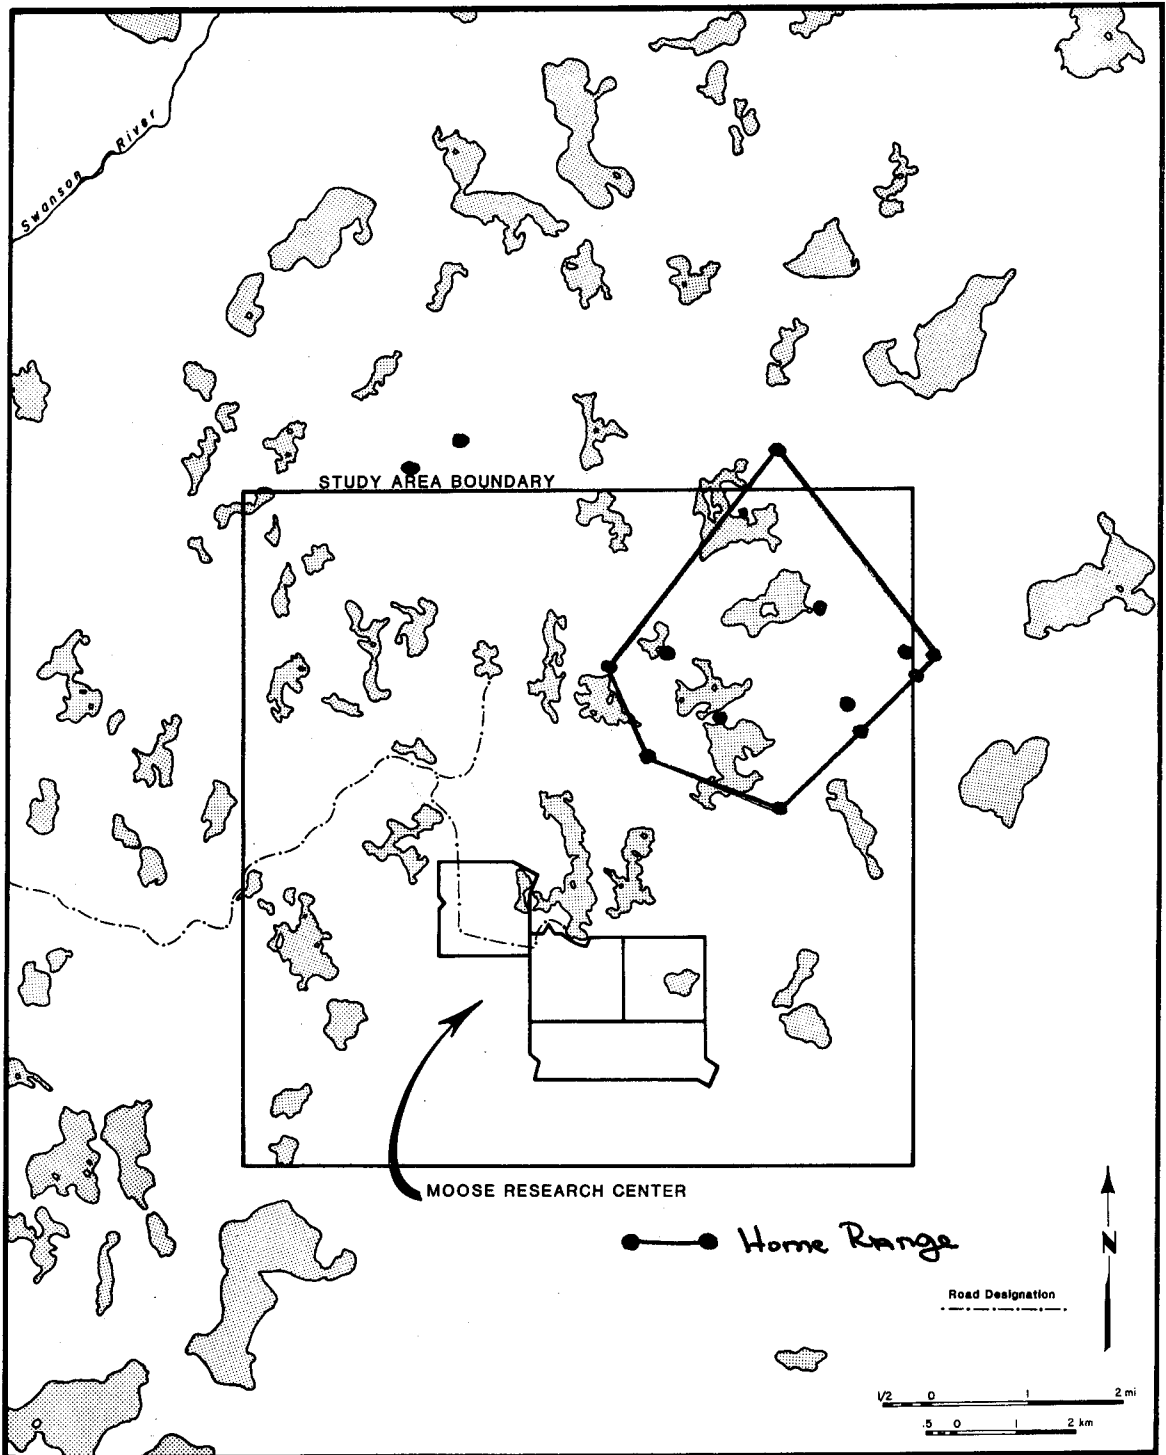 Swanson River
STUDY AREA BOUNDARY
MOOSE RESEARCH CENTER
Home Range
N
Road Designation
1/2 0 1 2 mi
.5 0 1 2 km